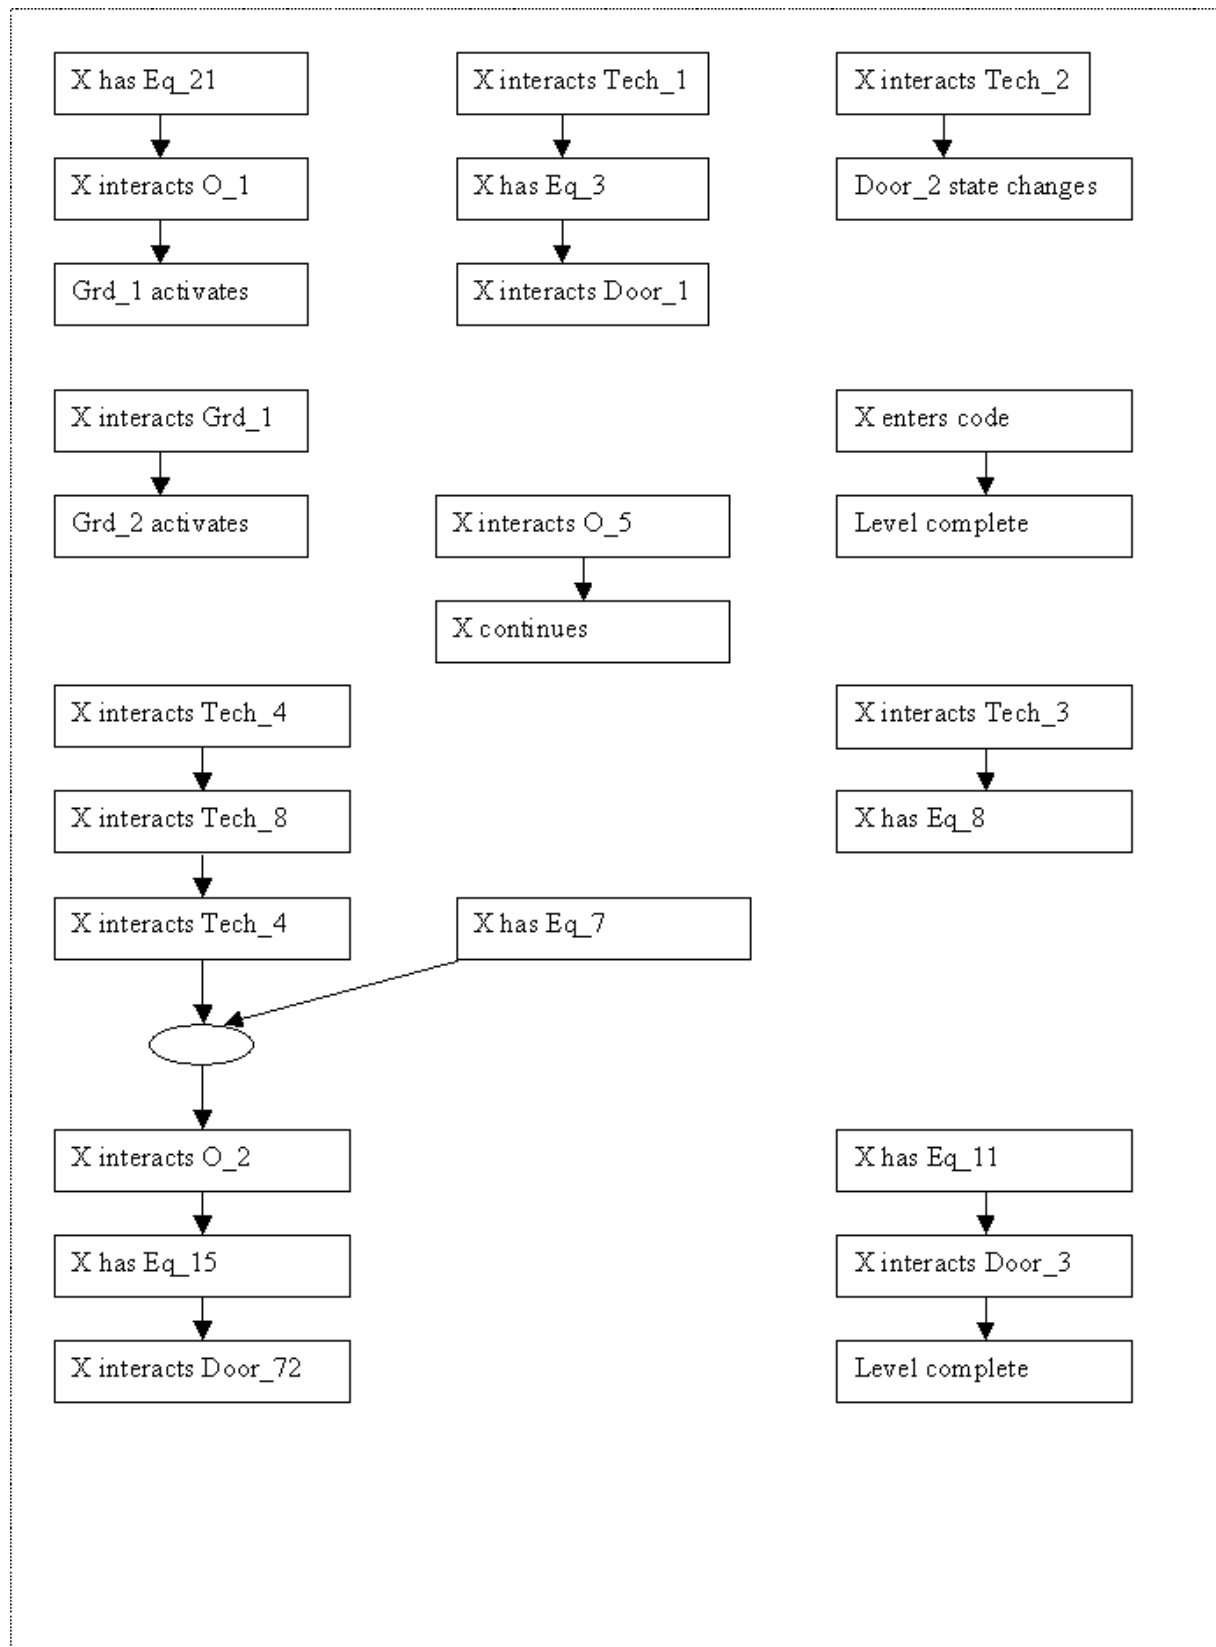 X has Eq_21
X interacts O_1
Grd_1 activates
X interacts Tech_1
X has Eq_3
X interacts Door_1
X interacts Tech_2
Door_2 state changes
X interacts Grd_1
Grd_2 activates
X interacts O_5
X continues
X enters code
Level complete
X interacts Tech_4
X interacts Tech_8
X interacts Tech_4
X has Eq_7
X interacts O_2
X has Eq_15
X interacts Door_72
X interacts Tech_3
X has Eq_8
X has Eq_11
X interacts Door_3
Level complete